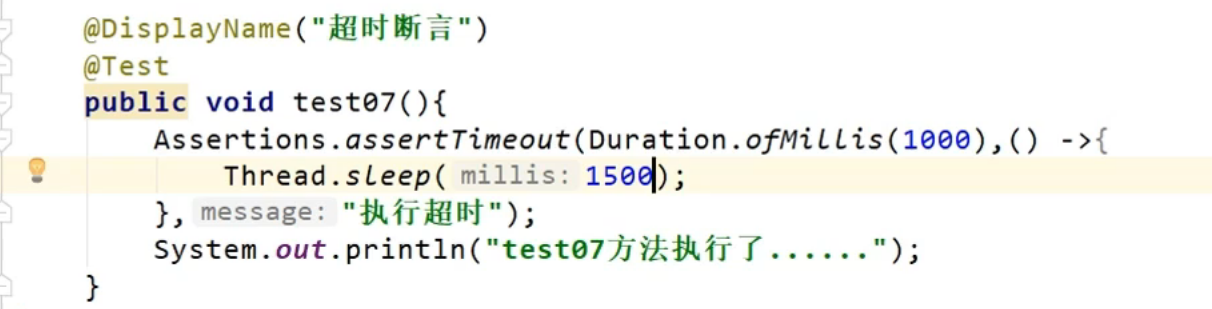 @DisplayName("超时断言")
@Test
public void test07(){
Assertions.assertTimeout(Duration.ofMillis(1000),() ->{
Thread.sleep( millis: 1500);
}, message: "执行超时");
System.out.println("test07方法执行了......");
}